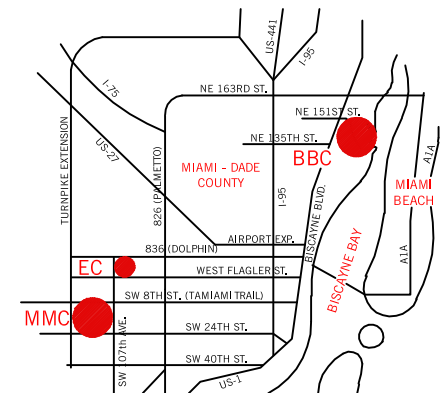 US-441
I-95
I-75
NE 163RD ST.
NE 151ST ST.
NE 135TH ST.
BBC
US-27
TURNPIKE EXTENSION
826 (PALMETTO)
MIAMI - DADE
COUNTY
I-95
BISCAYNE BLVD.
A1A
MIAMI
BEACH
A1A
BISCAYNE BAY
AIRPORT EXP.
836 (DOLPHIN)
EC
WEST FLAGLER ST.
SW 8TH ST. (TAMIAMI TRAIL)
MMC
SW 24TH ST.
SW 107th AVE.
SW 40TH ST.
US-1